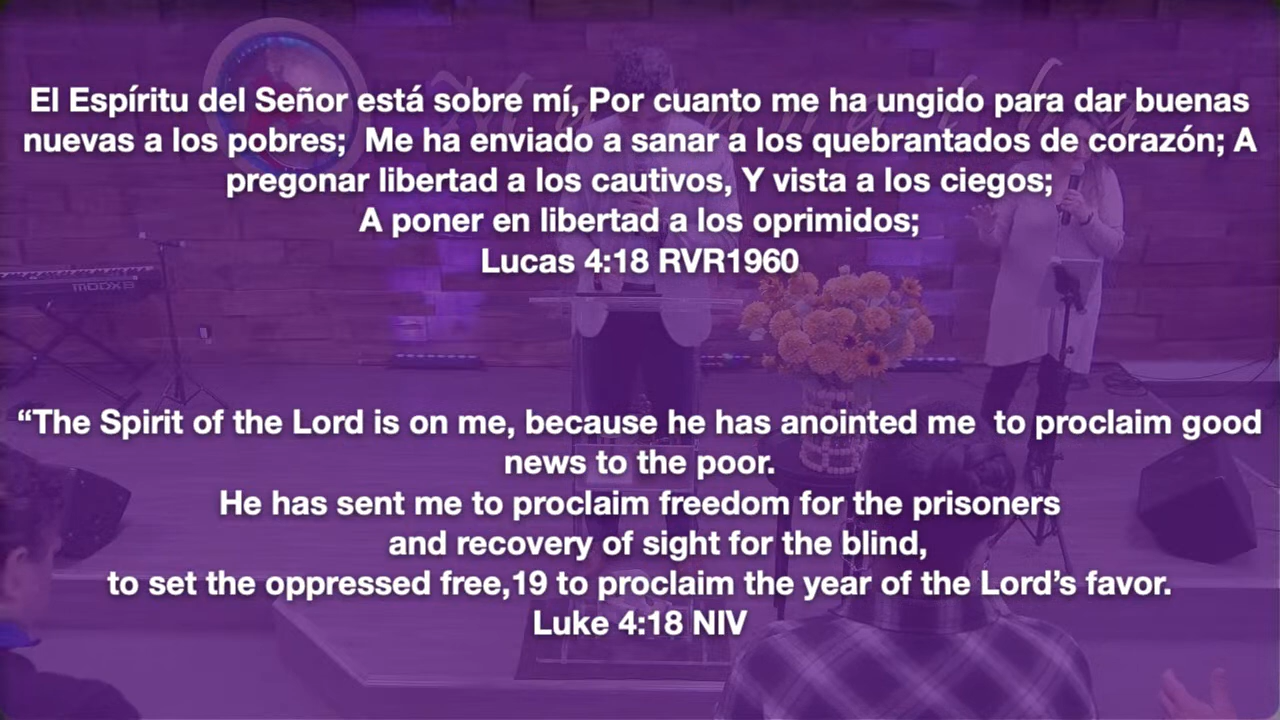 El Espíritu del Señor está sobre mí, Por cuanto me ha ungido para dar buenas
nuevas a los pobres;  Me ha enviado a sanar a los quebrantados de corazón; A
pregonar libertad a los cautivos, Y vista a los ciegos;
A poner en libertad a los oprimidos;
Lucas 4:18 RVR1960
MODX8
“The Spirit of the Lord is on me, because he has anointed me  to proclaim good
news to the poor.
He has sent me to proclaim freedom for the prisoners
and recovery of sight for the blind,
to set the oppressed free,19 to proclaim the year of the Lord’s favor.
Luke 4:18 NIV